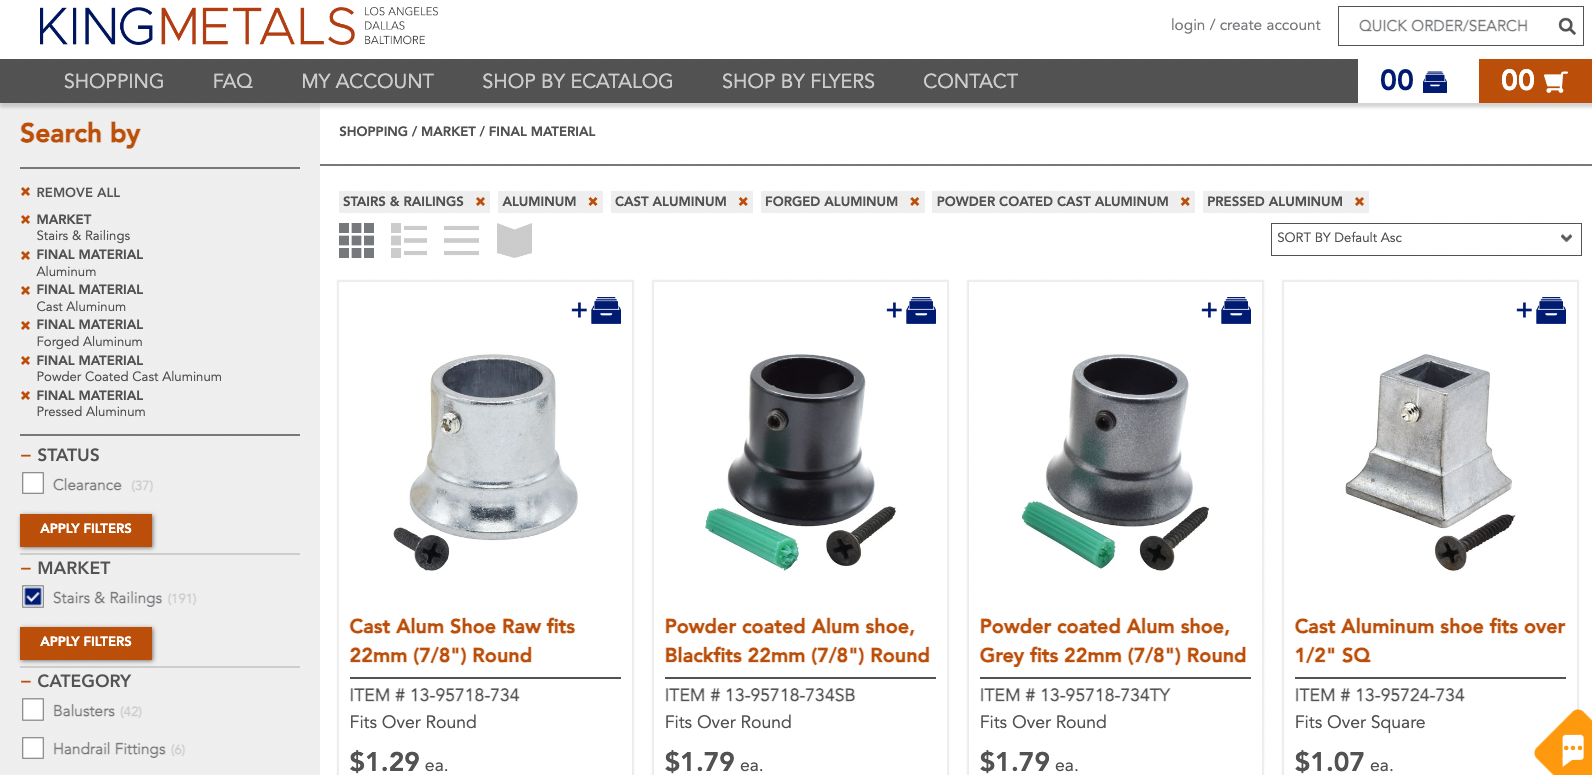 KINGMETALS
LOS ANGELES
DALLAS
BALTIMORE
login / create account
QUICK ORDER/SEARCH
SHOPPING
FAQ
MY ACCOUNT
SHOP BY ECATALOG
SHOP BY FLYERS
CONTACT
00
00
Search by
REMOVE ALL
MARKET
Stairs & Railings
FINAL MATERIAL
Aluminum
FINAL MATERIAL
Cast Aluminum
FINAL MATERIAL
Forged Aluminum
FINAL MATERIAL
Powder Coated Cast Aluminum
FINAL MATERIAL
Pressed Aluminum
– STATUS
Clearance (37)
APPLY FILTERS
– MARKET
Stairs & Railings (191)
APPLY FILTERS
– CATEGORY
Balusters (42)
Handrail Fittings (6)
SHOPPING / MARKET / FINAL MATERIAL
STAIRS & RAILINGS
ALUMINUM
CAST ALUMINUM
FORGED ALUMINUM
POWDER COATED CAST ALUMINUM
PRESSED ALUMINUM
SORT BY Default Asc
+
+
+
+
Cast Alum Shoe Raw fits
22mm (7/8") Round
ITEM # 13-95718-734
Fits Over Round
$1.29 ea.
Powder coated Alum shoe,
Blackfits 22mm (7/8") Round
ITEM # 13-95718-734SB
Fits Over Round
$1.79 ea.
Powder coated Alum shoe,
Grey fits 22mm (7/8") Round
ITEM # 13-95718-734TY
Fits Over Round
$1.79 ea.
Cast Aluminum shoe fits over
1/2" SQ
ITEM # 13-95724-734
Fits Over Square
$1.07 ea.